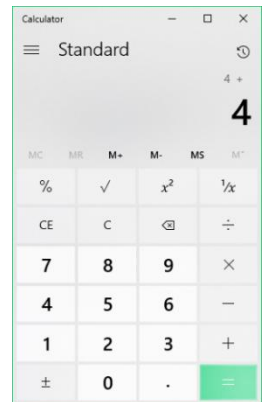 Calculator
Standard
4 +
4
MC MR M+ M- MS M˅
% √ x² ¹/x
CE C ⌫ ÷
7 8 9 ×
4 5 6 −
1 2 3 +
± 0 . =